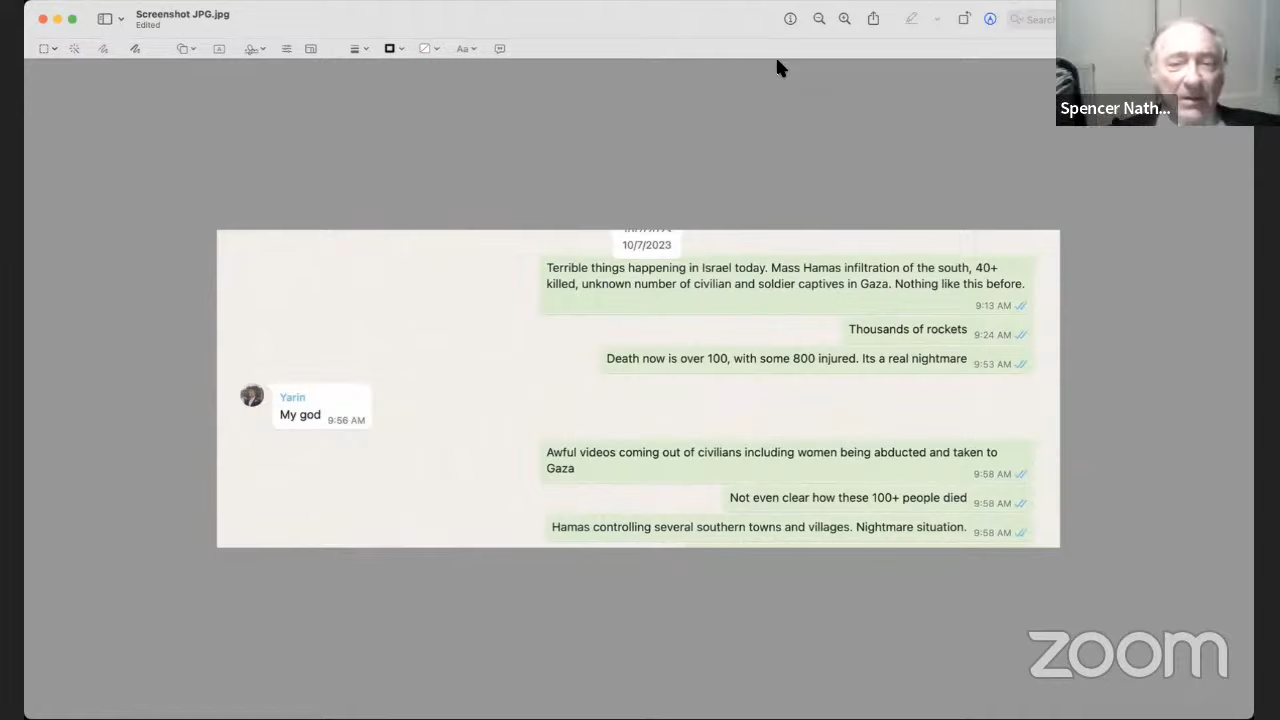 Screenshot JPG.jpg
Edited
Search
Aa
Spencer Nath...
10/7/2023
Terrible things happening in Israel today. Mass Hamas infiltration of the south, 40+
killed, unknown number of civilian and soldier captives in Gaza. Nothing like this before.
9:13 AM
Thousands of rockets 9:24 AM
Death now is over 100, with some 800 injured. Its a real nightmare 9:53 AM
Yarin
My god 9:56 AM
Awful videos coming out of civilians including women being abducted and taken to
Gaza 9:58 AM
Not even clear how these 100+ people died 9:58 AM
Hamas controlling several southern towns and villages. Nightmare situation. 9:58 AM
zoom